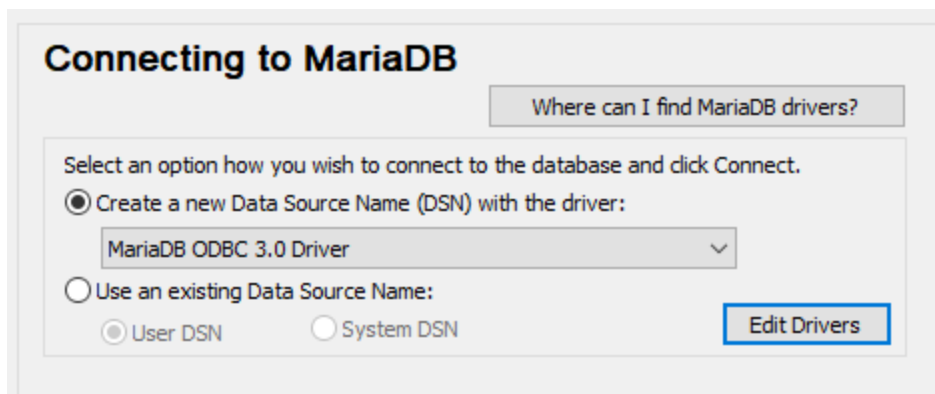 Connecting to MariaDB
Where can I find MariaDB drivers?
Select an option how you wish to connect to the database and click Connect.
Create a new Data Source Name (DSN) with the driver:
MariaDB ODBC 3.0 Driver
Use an existing Data Source Name:
User DSN
System DSN
Edit Drivers